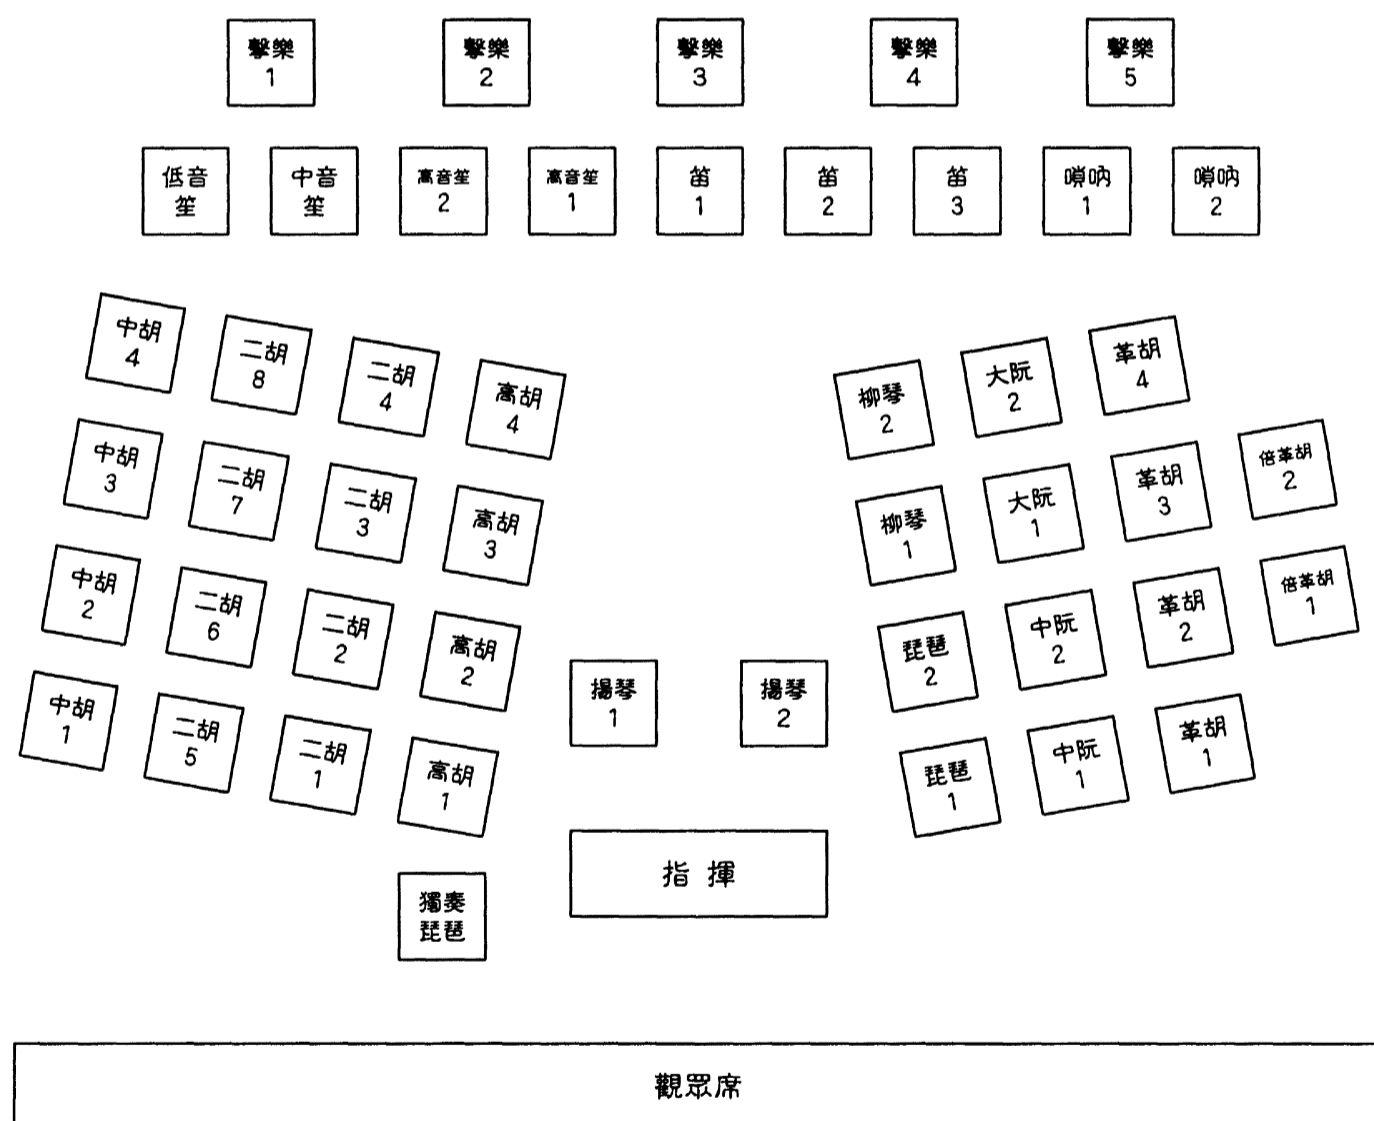 擊樂
1
擊樂
2
擊樂
3
擊樂
4
擊樂
5
低音
笙
中音
笙
高音笙
2
高音笙
1
笛
1
笛
2
笛
3
嗩吶
1
嗩吶
2
中胡
4
二胡
8
二胡
4
高胡
4
柳琴
2
大阮
2
革胡
4
中胡
3
二胡
7
二胡
3
高胡
3
柳琴
1
大阮
1
革胡
3
倍革胡
2
中胡
2
二胡
6
二胡
2
高胡
2
琵琶
2
中阮
2
革胡
2
倍革胡
1
中胡
1
二胡
5
二胡
1
高胡
1
揚琴
1
揚琴
2
琵琶
1
中阮
1
革胡
1
指揮
獨奏
琵琶
觀眾席